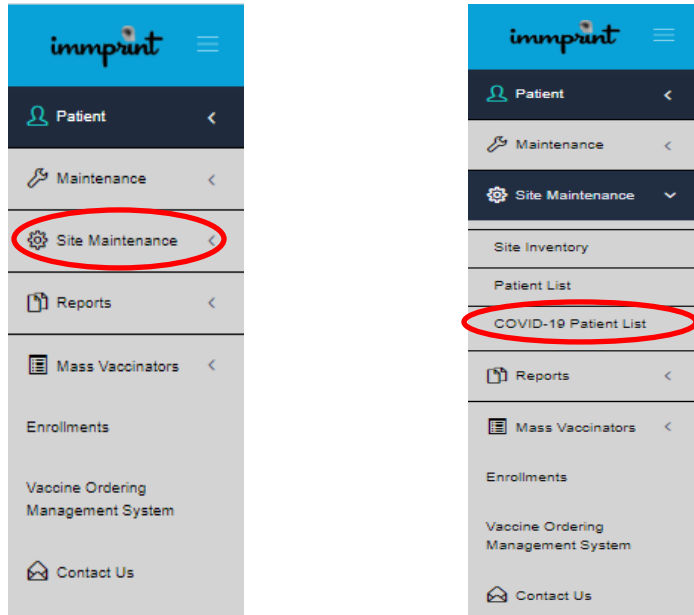 immprint
Patient
Maintenance
Site Maintenance
Reports
Mass Vaccinators
Enrollments
Vaccine Ordering
Management System
Contact Us
immprint
Patient
Maintenance
Site Maintenance
Site Inventory
Patient List
COVID-19 Patient List
Reports
Mass Vaccinators
Enrollments
Vaccine Ordering
Management System
Contact Us